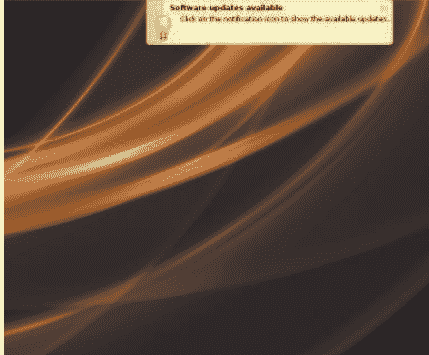 Software updates available
Click on the notification icon to show the available updates.